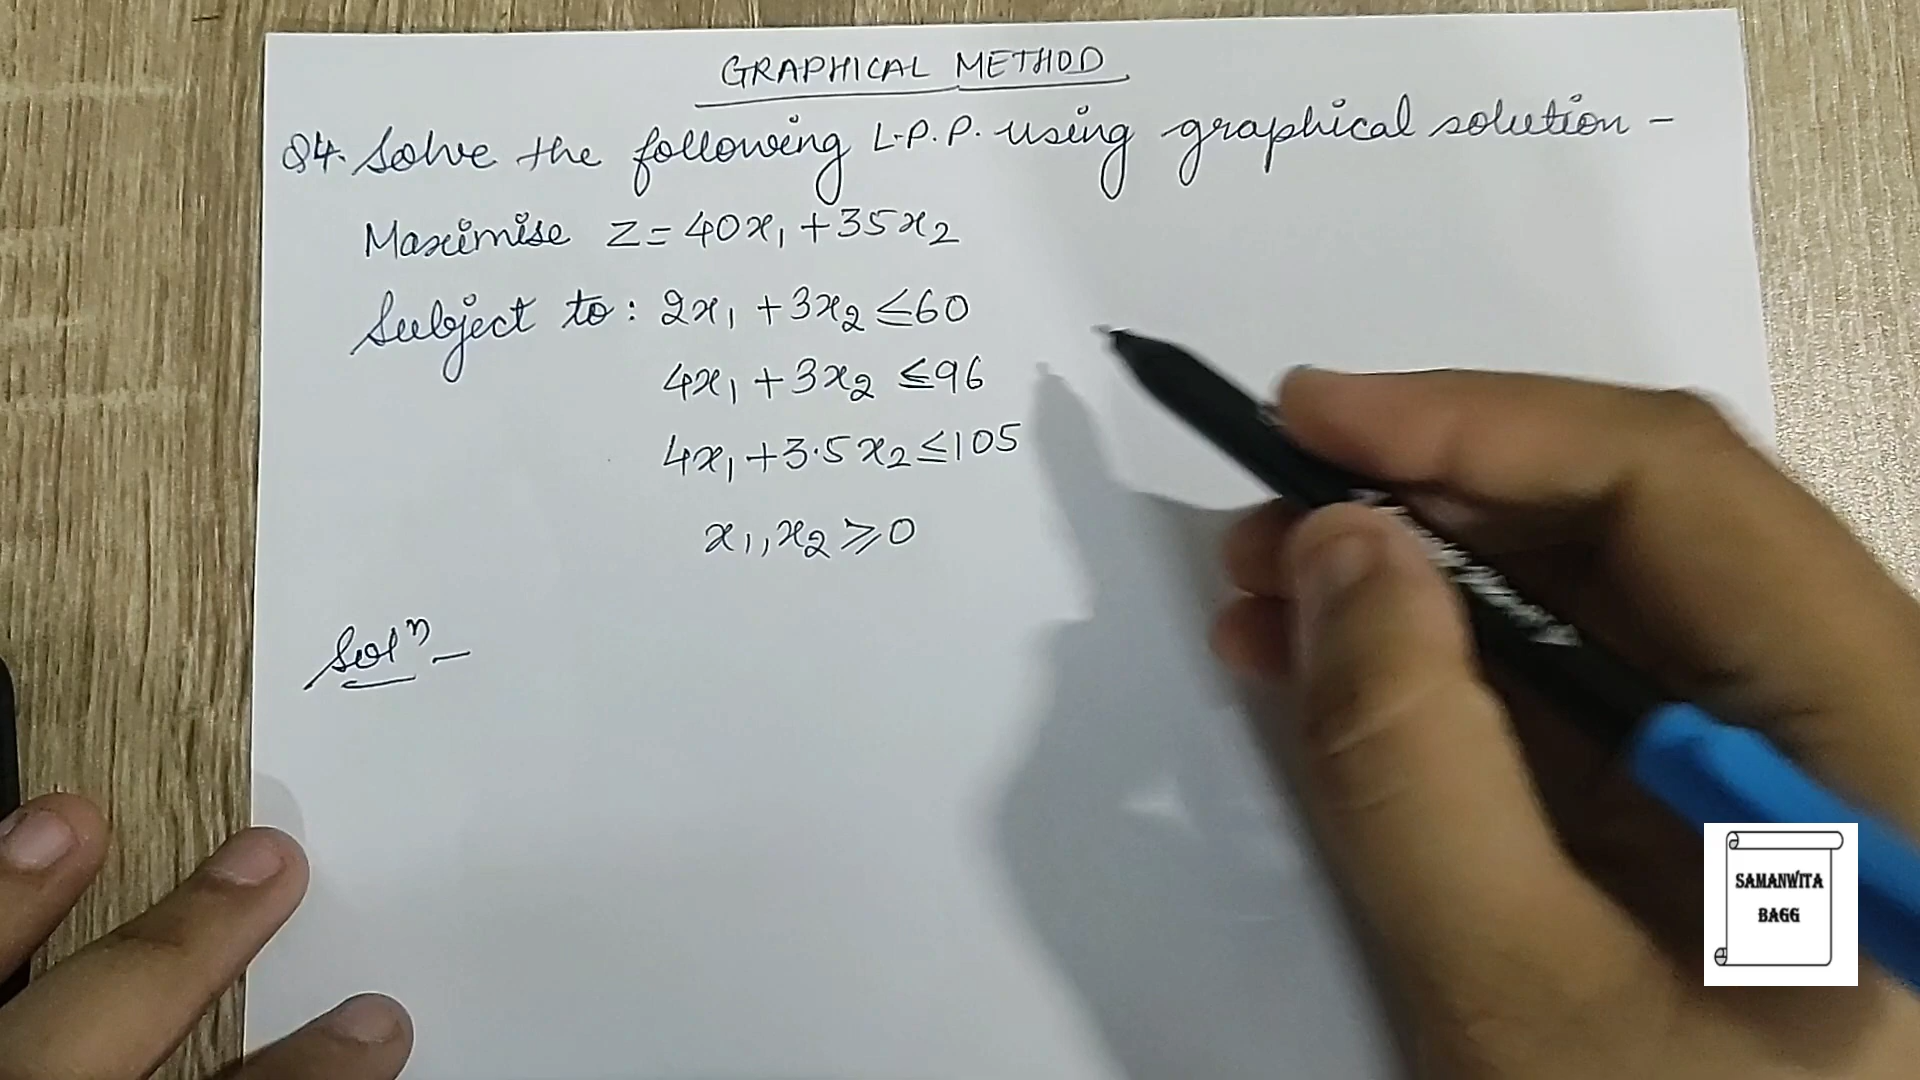 GRAPHICAL METHOD
Q4. Solve the following L.P.P. using graphical solution -
Maximise z = 40x₁ + 35x₂
Subject to : 2x₁ + 3x₂ ≤ 60
4x₁ + 3x₂ ≤ 96
4x₁ + 3.5x₂ ≤ 105
x₁, x₂ ≥ 0
Solⁿ -
SAMANWITA
BAGG